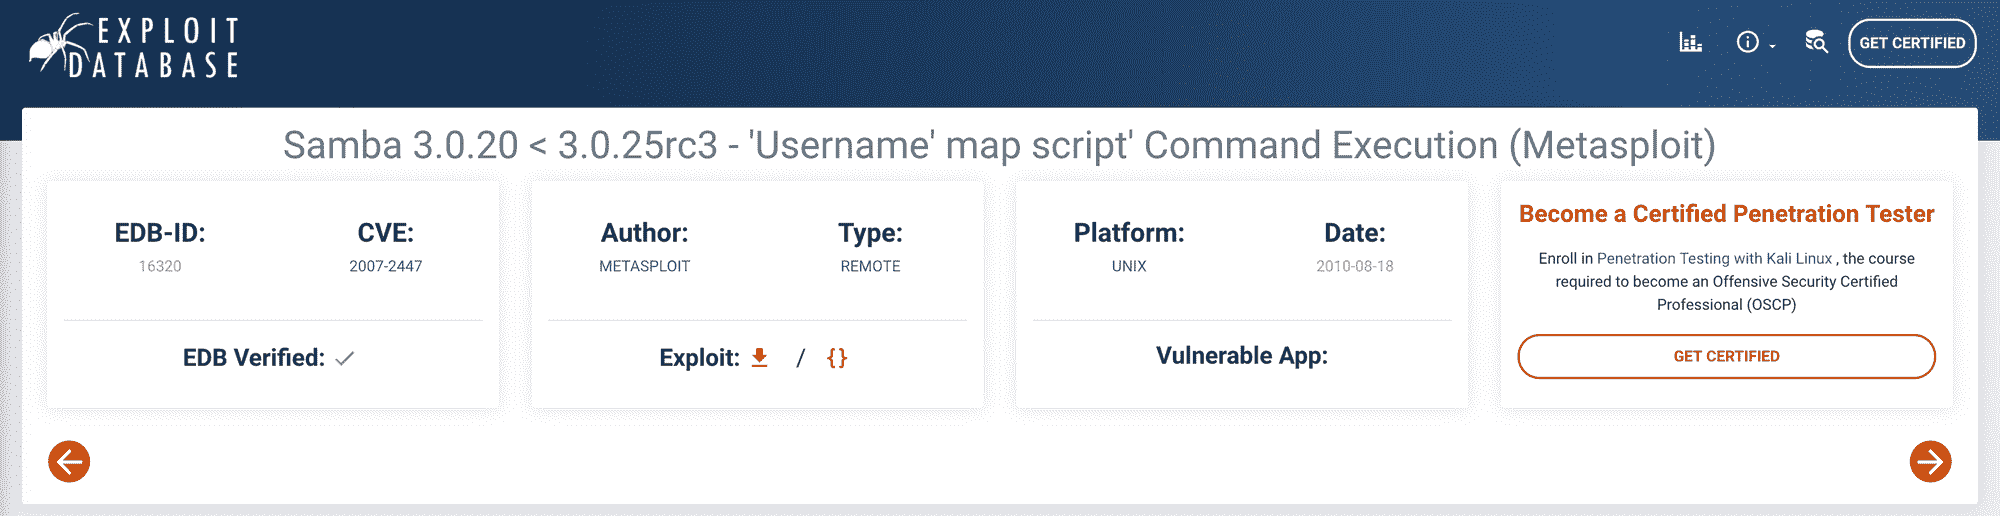 EXPLOIT
DATABASE
GET CERTIFIED
Samba 3.0.20 < 3.0.25rc3 - 'Username' map script' Command Execution (Metasploit)
EDB-ID:
16320
CVE:
2007-2447
EDB Verified:
Author:
METASPLOIT
Type:
REMOTE
Exploit: / {}
Platform:
UNIX
Date:
2010-08-18
Vulnerable App:
Become a Certified Penetration Tester
Enroll in Penetration Testing with Kali Linux , the course
required to become an Offensive Security Certified
Professional (OSCP)
GET CERTIFIED